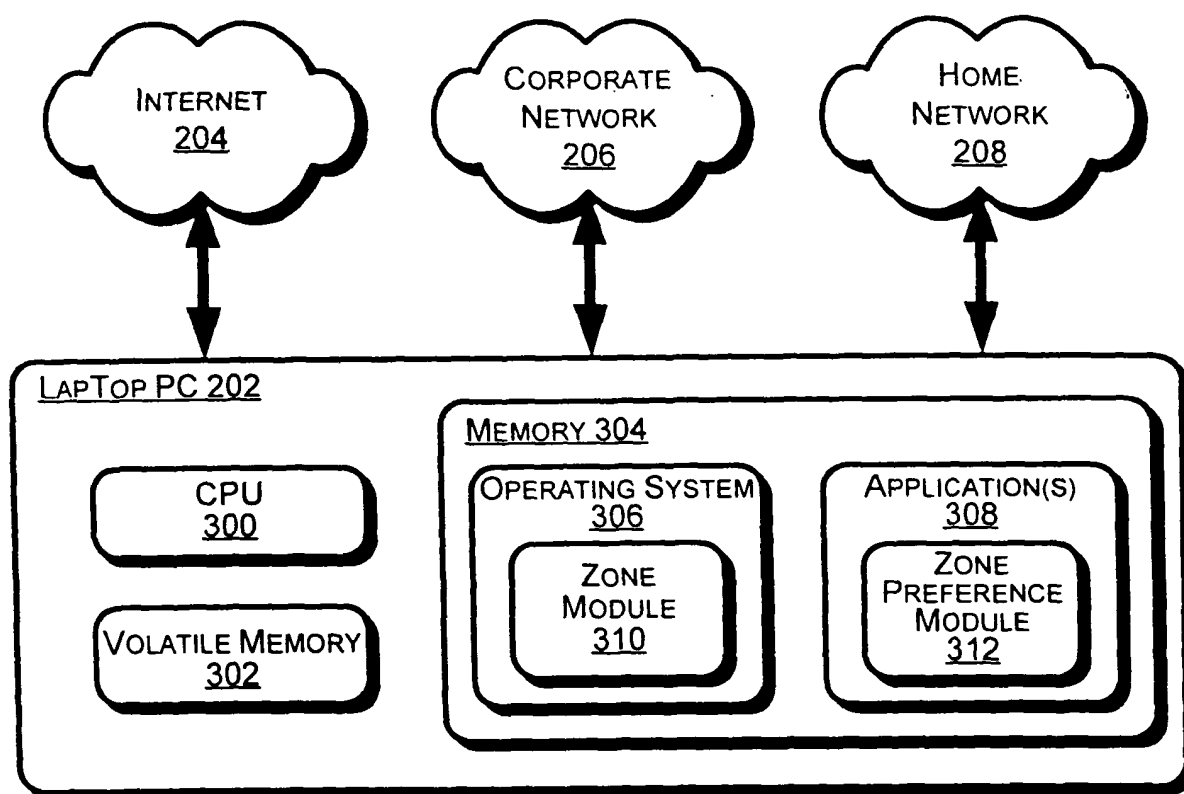 INTERNET
204
CORPORATE
NETWORK
206
HOME
NETWORK
208
LAPTOP PC 202
MEMORY 304
CPU
300
VOLATILE MEMORY
302
OPERATING SYSTEM
306
ZONE
MODULE
310
APPLICATION(S)
308
ZONE
PREFERENCE
MODULE
312